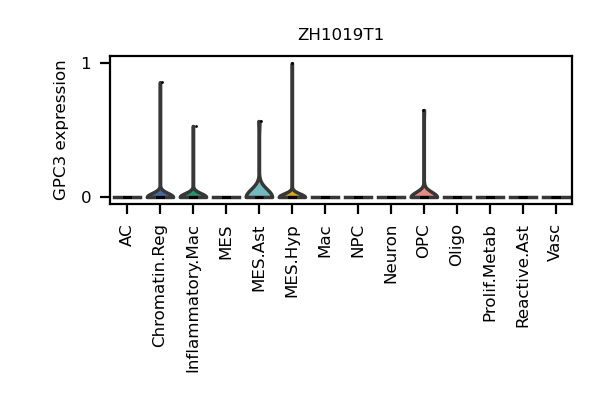 ZH1019T1
GPC3 expression
1
0
AC
Chromatin.Reg
Inflammatory.Mac
MES
MES.Ast
MES.Hyp
Mac
NPC
Neuron
OPC
Oligo
Prolif.Metab
Reactive.Ast
Vasc